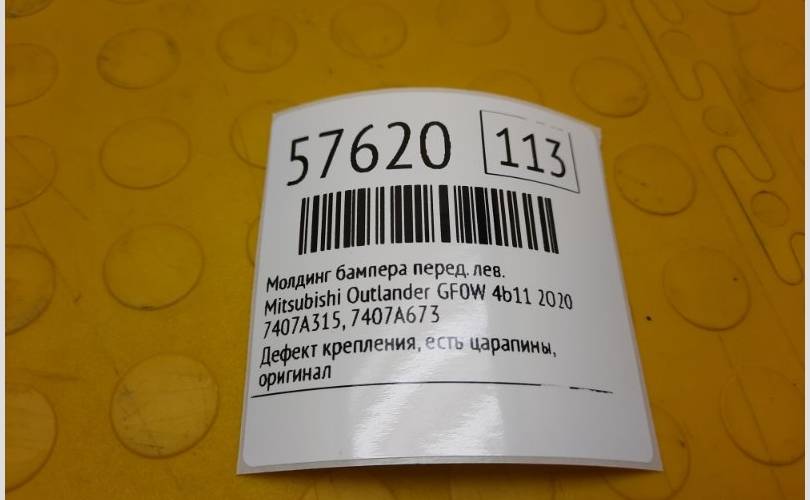 57620 113
Молдинг бампера перед. лев.
Mitsubishi Outlander GF0W 4b11 2020
7407A315, 7407A673
Дефект крепления, есть царапины,
оригинал